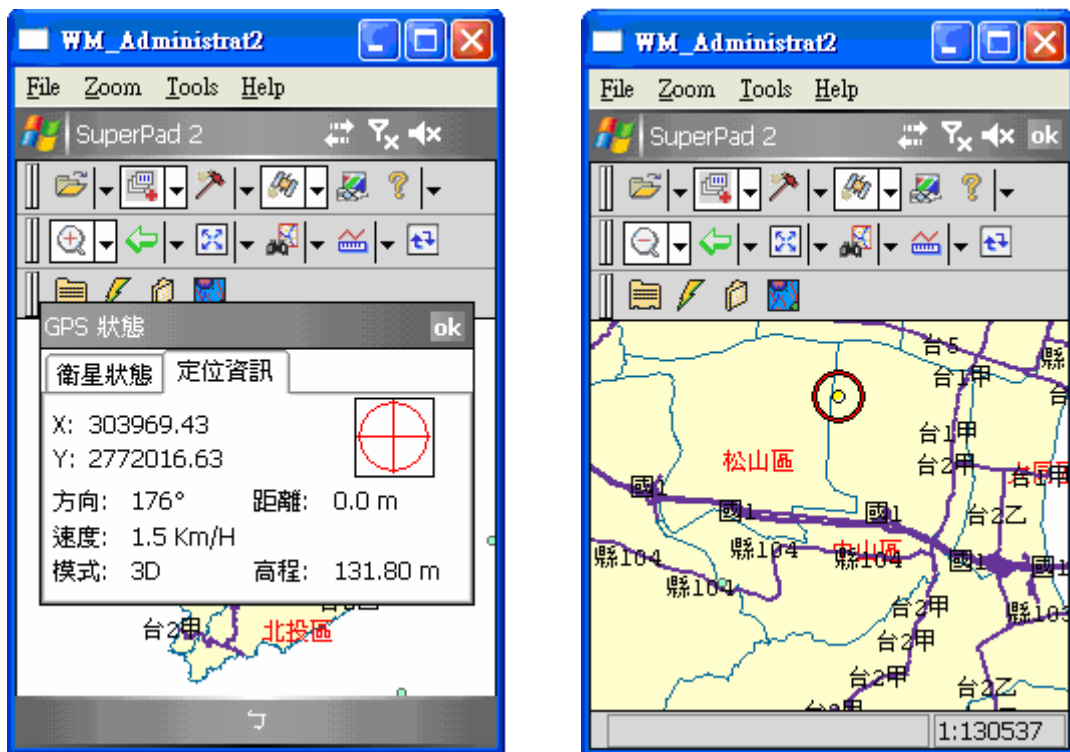 WM_Administrat2
File Zoom Tools Help
SuperPad 2
GPS 狀態 ok
衛星狀態 定位資訊
X: 303969.43
Y: 2772016.63
方向: 176° 距離: 0.0 m
速度: 1.5 Km/H
模式: 3D 高程: 131.80 m
台2甲
北投區
ㄅ
WM_Administrat2
File Zoom Tools Help
SuperPad 2 ok
台5
縣
台1甲
台
台1甲
松山區
台2甲
台1甲
國1
國1
國1
台2乙
縣104
縣104
中山區
縣104
國1
國1
縣104
台2甲
縣103
台2甲
台2甲
台2乙
1:130537